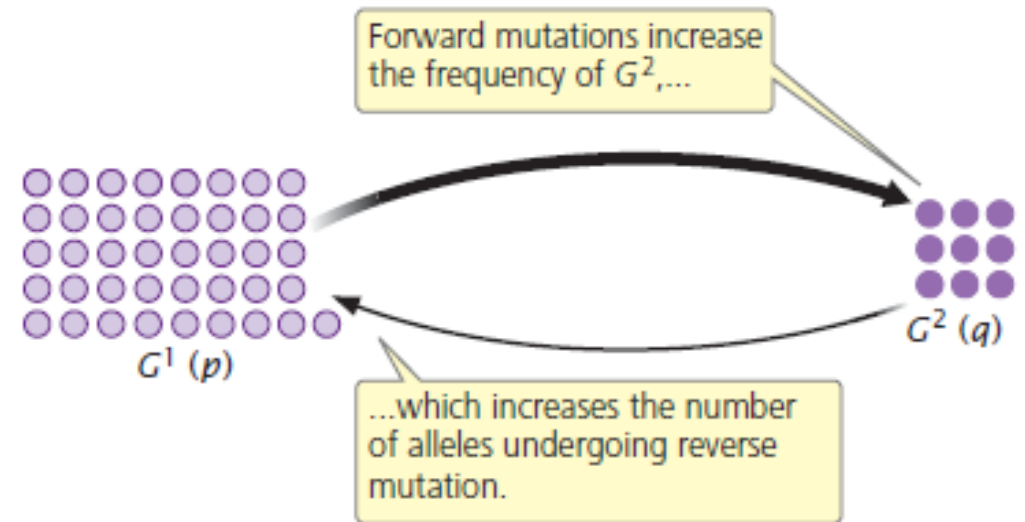 Forward mutations increase
the frequency of G²,...
G¹ (p)
G² (q)
...which increases the number
of alleles undergoing reverse
mutation.